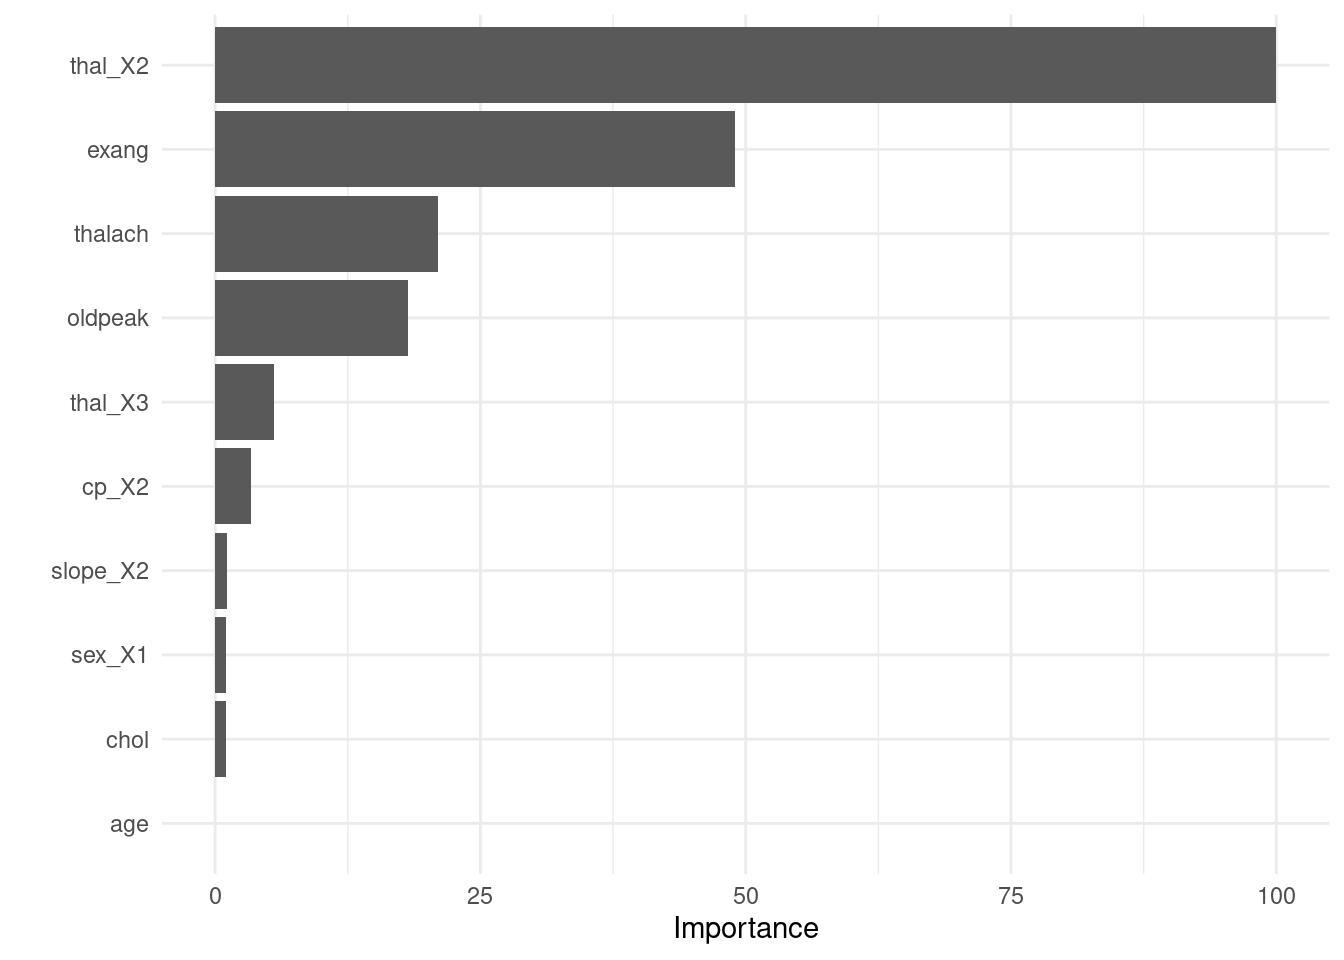 thal_X2
exang
thalach
oldpeak
thal_X3
cp_X2
slope_X2
sex_X1
chol
age
0 25 50 75 100
Importance